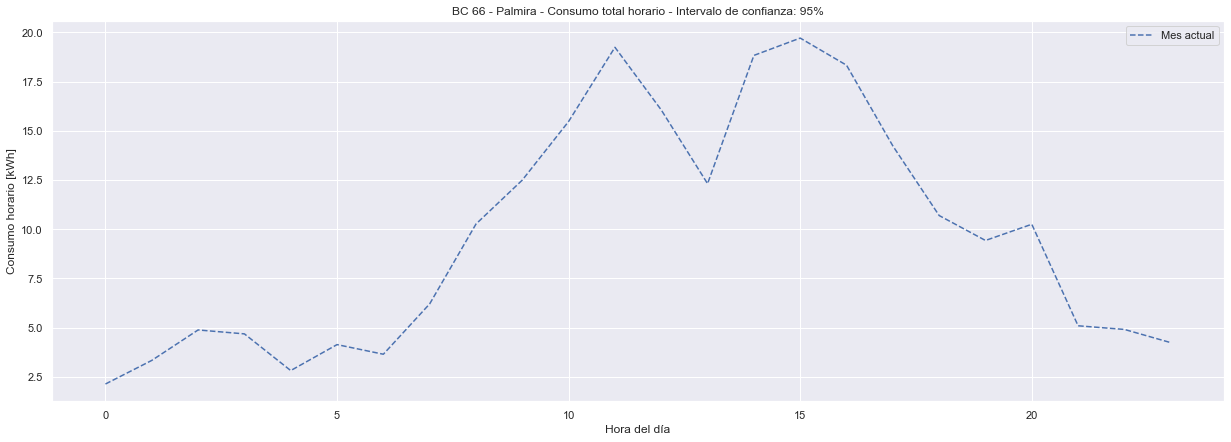 BC 66 - Palmira - Consumo total horario - Intervalo de confianza: 95%
Mes actual
Consumo horario [kWh]
20.0
17.5
15.0
12.5
10.0
7.5
5.0
2.5
0 5 10 15 20
Hora del día